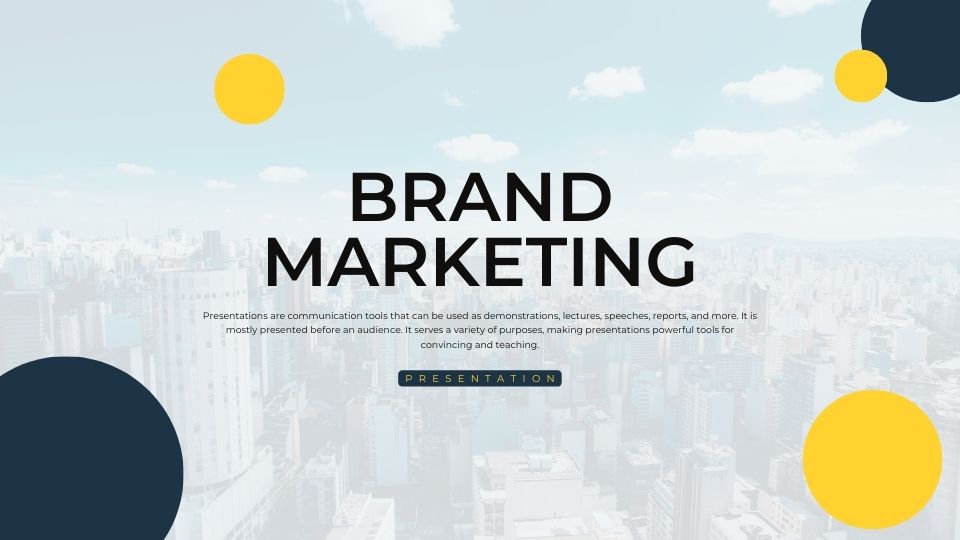 BRAND
MARKETING
Presentations are communication tools that can be used as demonstrations, lectures, speeches, reports, and more. It is
mostly presented before an audience. It serves a variety of purposes, making presentations powerful tools for
convincing and teaching.
PRESENTATION